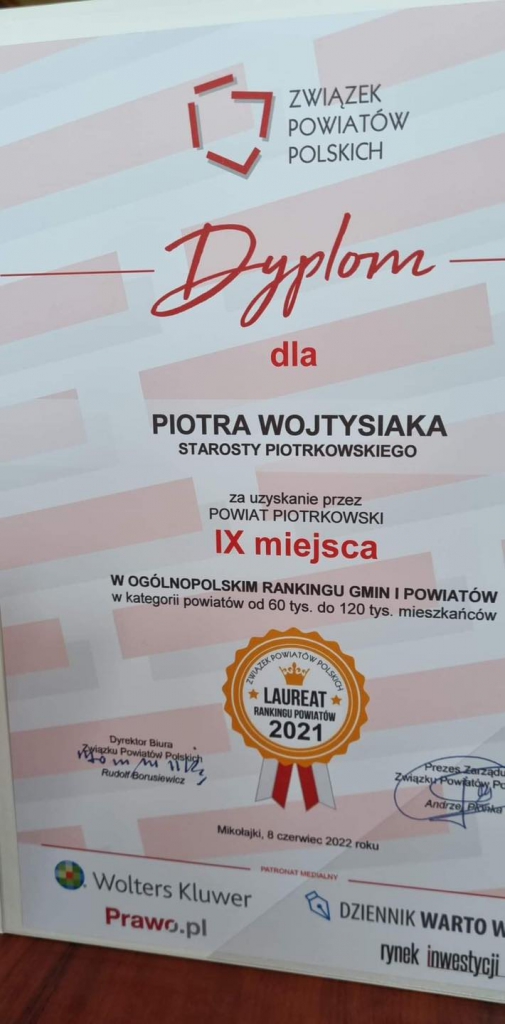 ZWIĄZEK
POWIATÓW
POLSKICH
Dyplom
dla
PIOTRA WOJTYSIAKA
STAROSTY PIOTRKOWSKIEGO
za uzyskanie przez
POWIAT PIOTRKOWSKI
IX miejsca
W OGÓLNOPOLSKIM RANKINGU GMIN I POWIATÓW
w kategorii powiatów od 60 tys. do 120 tys. mieszkańców
ZWIĄZEK POWIATÓW POLSKICH
LAUREAT
RANKINGU POWIATÓW
2021
Dyrektor Biura
Związku Powiatów Polskich
Rudolf Borusiewicz
Prezes Zarządu
Związku Powiatów Po
Andrzej Płonka
Mikołajki, 8 czerwiec 2022 roku
PATRONAT MEDIALNY
Wolters Kluwer
Prawo.pl
DZIENNIK WARTO W
rynek inwestycji